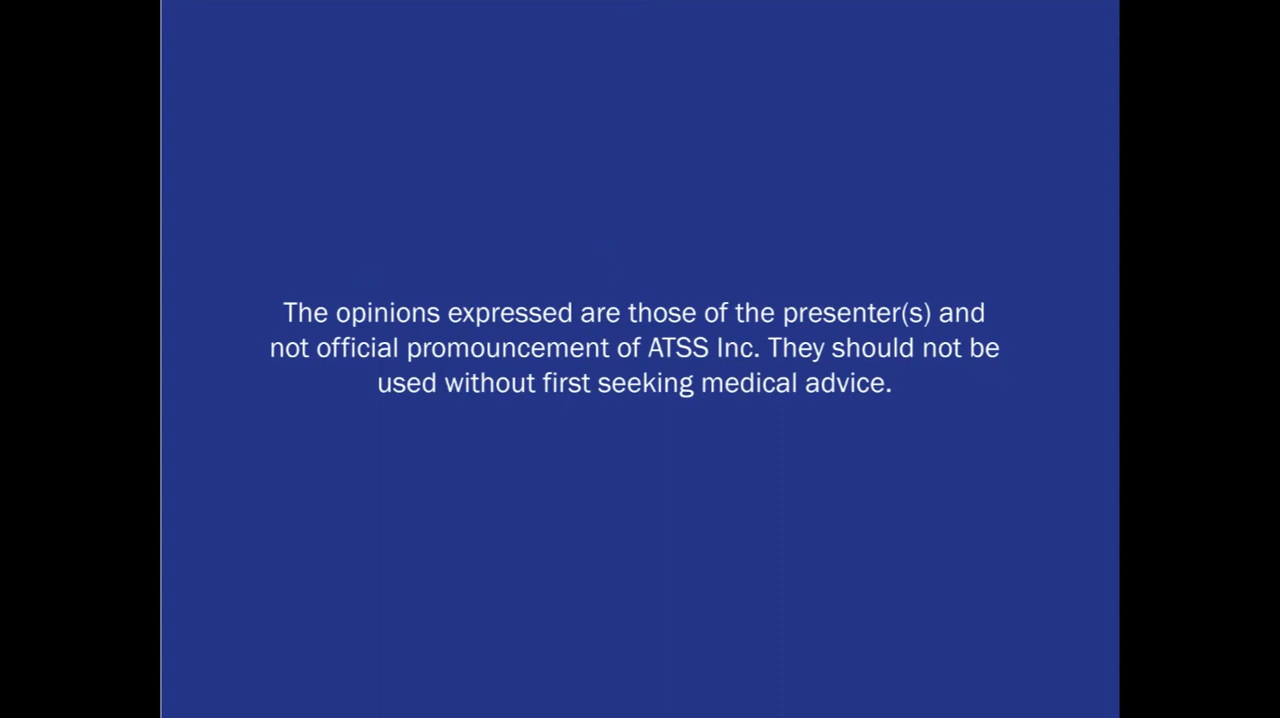 The opinions expressed are those of the presenter(s) and
not official promouncement of ATSS Inc. They should not be
used without first seeking medical advice.